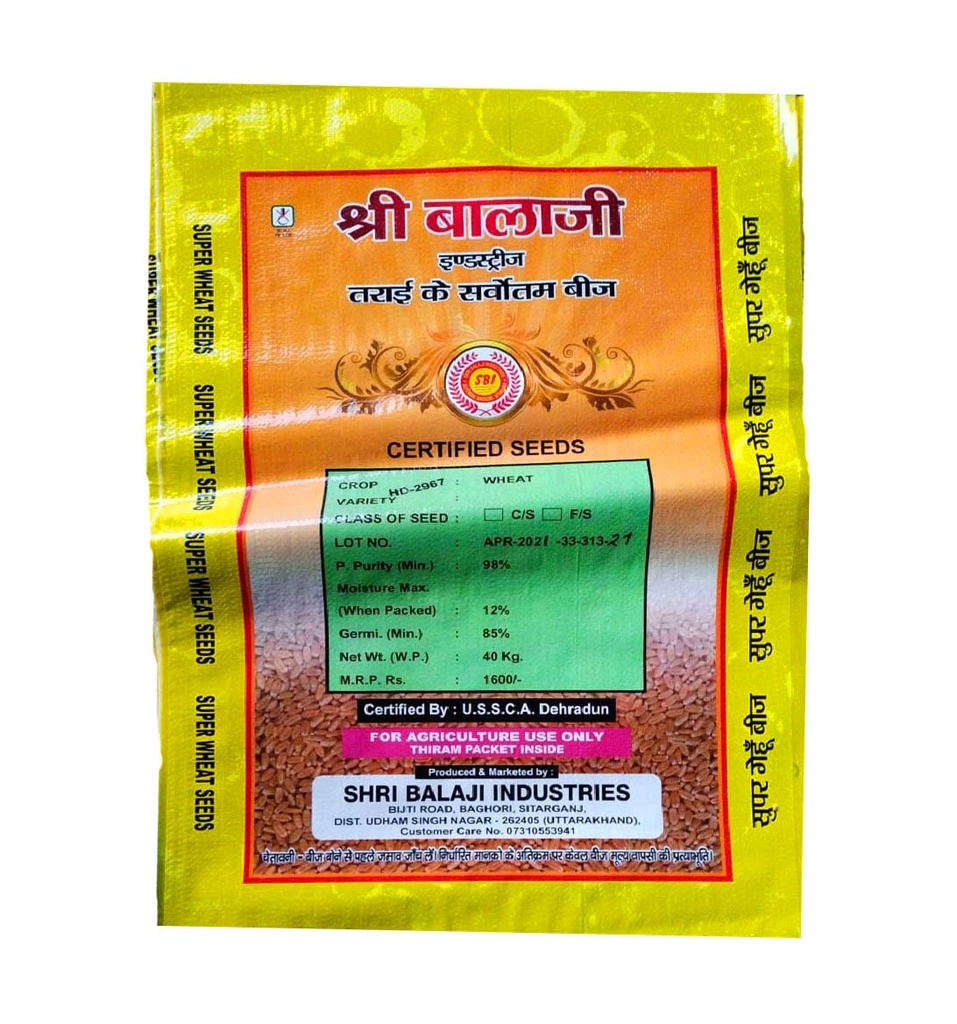 श्री बालाजी
इण्डस्ट्रीज
तराई के सर्वोतम बीज
SBI
CERTIFIED SEEDS
CROP : WHEAT
VARIETY HD-2967 :
CLASS OF SEED : C/S F/S
LOT NO. : APR-2021-33-313-21
P. Purity (Min.) : 98%
Moisture Max.
(When Packed) : 12%
Germi. (Min.) : 85%
Net Wt. (W.P.) : 40 Kg.
M.R.P. Rs. 1600/-
Certified By : U.S.S.C.A. Dehradun
FOR AGRICULTURE USE ONLY
THIRAM PACKET INSIDE
Produced & Marketed by :
SHRI BALAJI INDUSTRIES
BIJTI ROAD, BAGHORI, SITARGANJ,
DIST. UDHAM SINGH NAGAR - 262405 (UTTARAKHAND),
Customer Care No. 07310553941
चेतावनी - बीज बोने से पहले जमाव जाँच लें। निर्धारित मानको के अतिक्रम पर केवल बीज मूल्य वापसी की प्रत्याभूति।
SUPER WHEAT SEEDS
SUPER WHEAT SEEDS
SUPER WHEAT SEEDS
SUPER WHEAT SEEDS
सुपर गेहूँ बीज
सुपर गेहूँ बीज
सुपर गेहूँ बीज
सुपर गेहूँ बीज